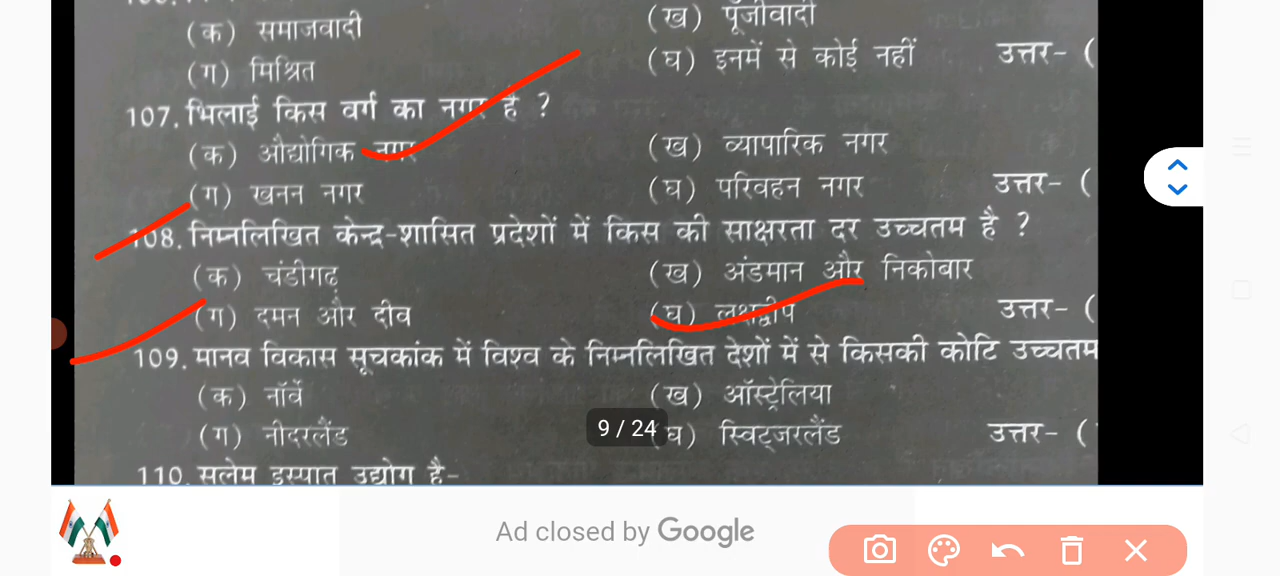 (क) समाजवादी (ख) पूंजीवादी
(ग) मिश्रित (घ) इनमें से कोई नहीं उत्तर- (
107. भिलाई किस वर्ग का नगर है ?
(क) औद्योगिक नगर (ख) व्यापारिक नगर
(ग) खनन नगर (घ) परिवहन नगर उत्तर- (
108. निम्नलिखित केन्द्र-शासित प्रदेशों में किस की साक्षरता दर उच्चतम है ?
(क) चंडीगढ़ (ख) अंडमान और निकोबार
(ग) दमन और दीव (घ) लक्षद्वीप उत्तर- (
109. मानव विकास सूचकांक में विश्व के निम्नलिखित देशों में से किसकी कोटि उच्चतम
(क) नॉर्वे (ख) ऑस्ट्रेलिया
(ग) नीदरलैंड (घ) स्विट्जरलैंड उत्तर- (
9 / 24
110. सलेम इस्पात उद्योग है-
Ad closed by Google